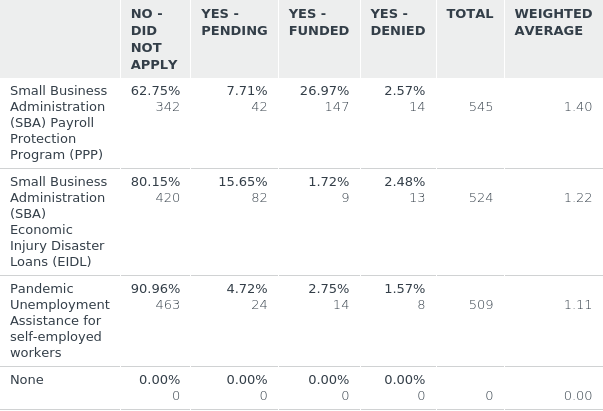 NO - DID NOT APPLY YES - PENDING YES - FUNDED YES - DENIED TOTAL WEIGHTED AVERAGE
Small Business 62.75% 7.71% 26.97% 2.57%
Administration 342 42 147 14 545 1.40
(SBA) Payroll
Protection
Program (PPP)
Small Business 80.15% 15.65% 1.72% 2.48%
Administration 420 82 9 13 524 1.22
(SBA)
Economic
Injury Disaster
Loans (EIDL)
Pandemic 90.96% 4.72% 2.75% 1.57%
Unemployment 463 24 14 8 509 1.11
Assistance for
self-employed
workers
None 0.00% 0.00% 0.00% 0.00%
0 0 0 0 0 0.00